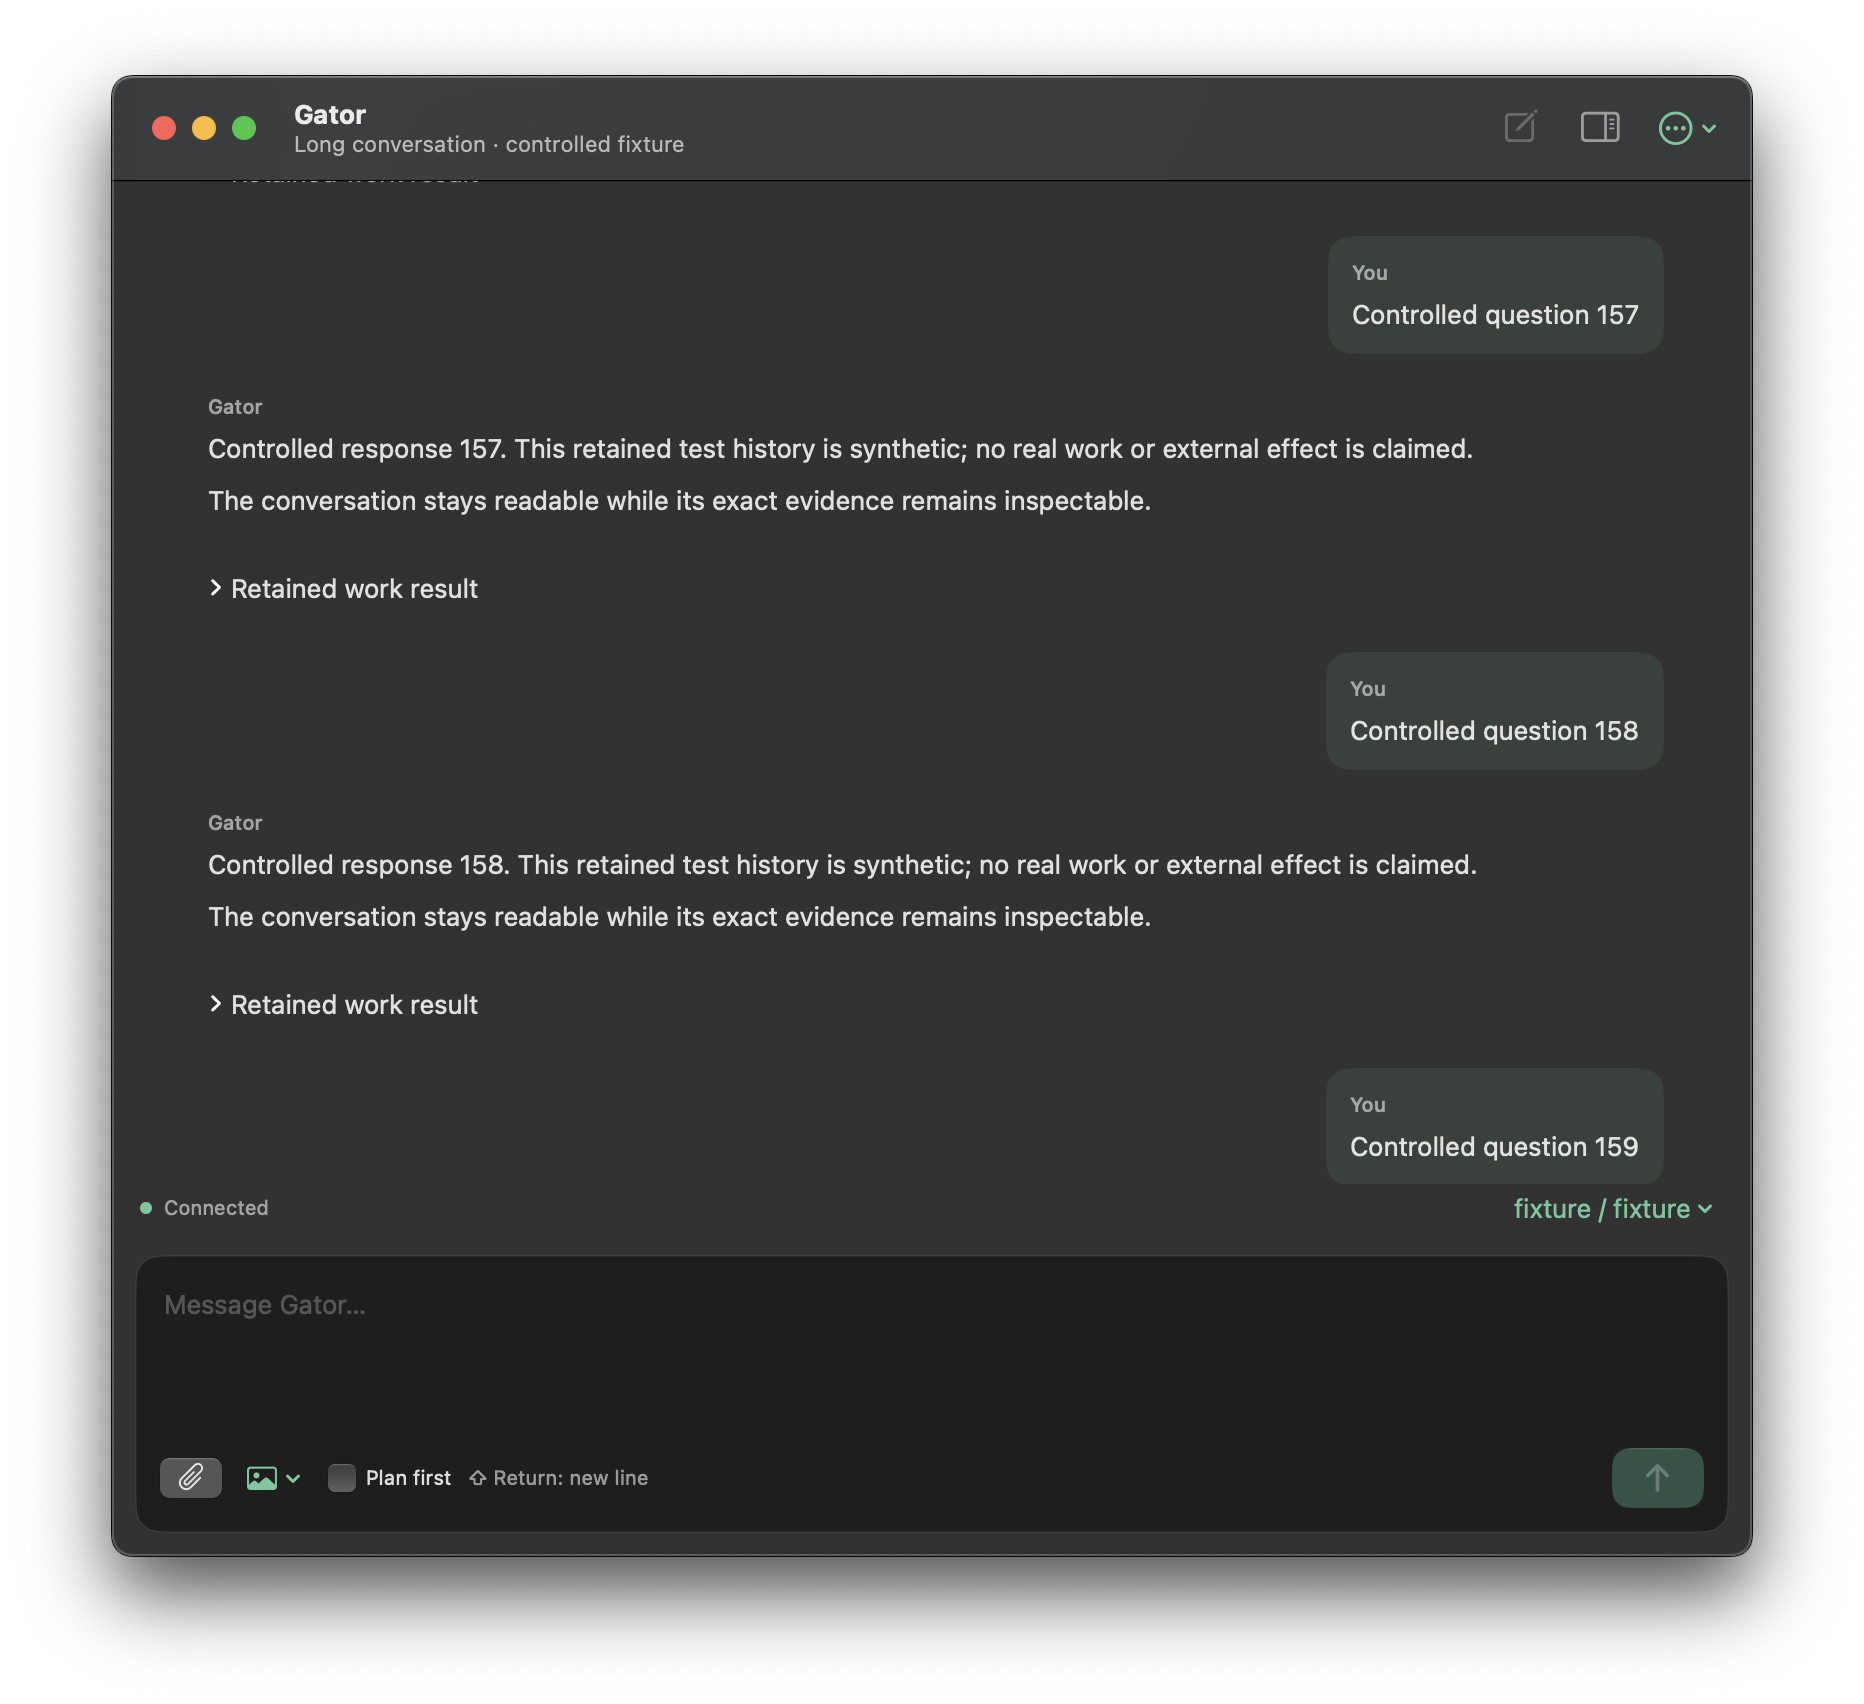 Gator
Long conversation · controlled fixture
Retained work result
You
Controlled question 157
Gator
Controlled response 157. This retained test history is synthetic; no real work or external effect is claimed.
The conversation stays readable while its exact evidence remains inspectable.
Retained work result
You
Controlled question 158
Gator
Controlled response 158. This retained test history is synthetic; no real work or external effect is claimed.
The conversation stays readable while its exact evidence remains inspectable.
Retained work result
You
Controlled question 159
Connected
fixture / fixture
Message Gator...
Plan first
Return: new line